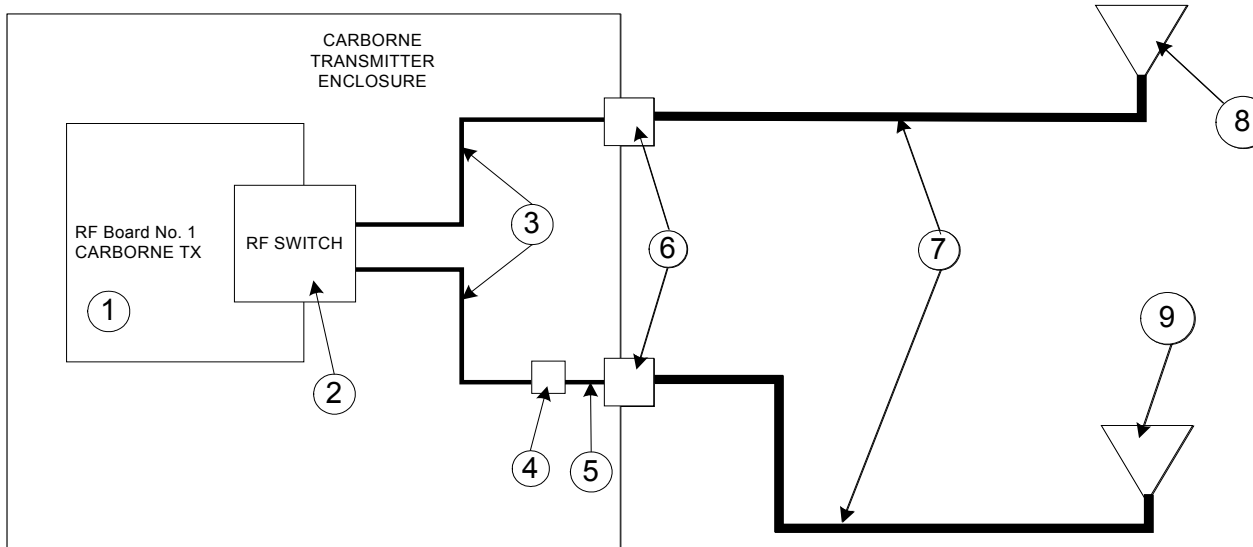 CARBORNE
TRANSMITTER
ENCLOSURE
8
RF Board No. 1
CARBORNE TX
RF SWITCH
3
6
7
1
9
2
4
5